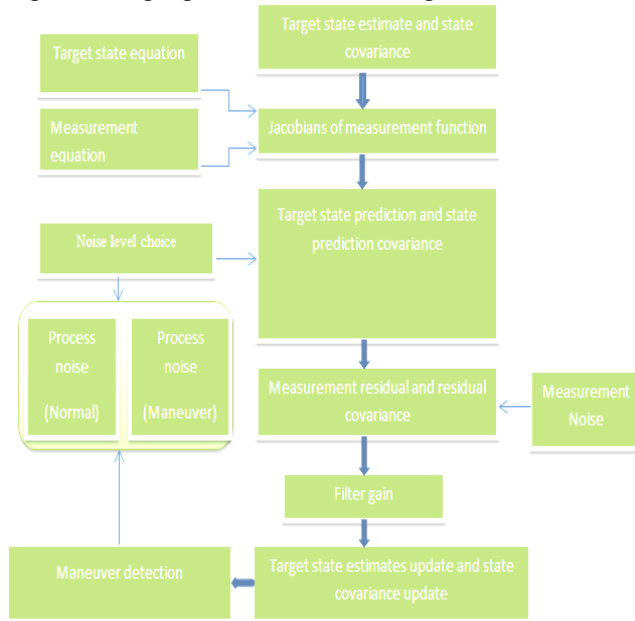 Target state estimate and state
covariance
Target state equation
Measurement
equation
Jacobians of measurement function
Target state prediction and state
prediction covariance
Noise level choice
Process
noise
(Normal)
Process
noise
(Maneuver)
Measurement residual and residual
covariance
Measurement
Noise
Filter gain
Target state estimates update and state
covariance update
Maneuver detection